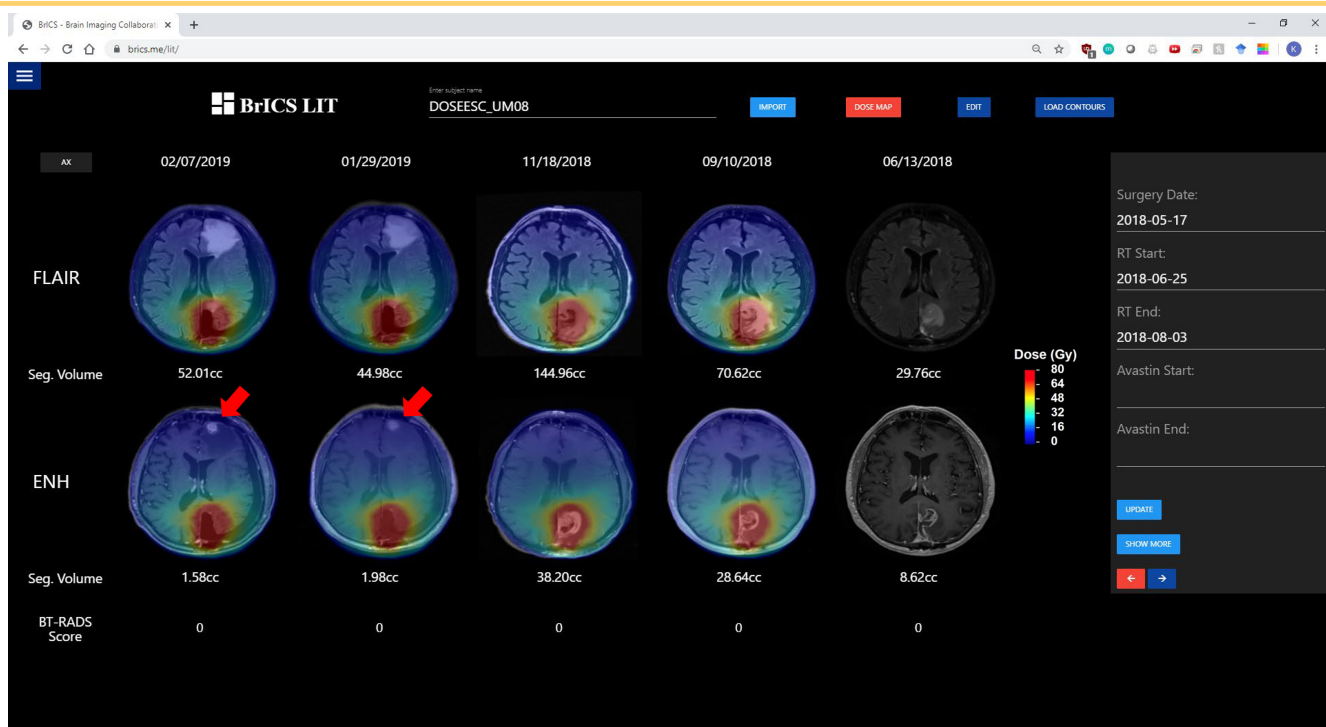 BrICS - Brain Imaging Collaborati
brics.me/lit/
1
K
BrICS LIT
Enter subject name
DOSEESC_UM08
IMPORT
DOSE MAP
EDIT
LOAD CONTOURS
AX
02/07/2019
01/29/2019
11/18/2018
09/10/2018
06/13/2018
FLAIR
Seg. Volume
52.01cc
44.98cc
144.96cc
70.62cc
29.76cc
ENH
Seg. Volume
1.58cc
1.98cc
38.20cc
28.64cc
8.62cc
BT-RADS
Score
0
0
0
0
0
Dose (Gy)
80
64
48
32
16
0
Surgery Date:
2018-05-17
RT Start:
2018-06-25
RT End:
2018-08-03
Avastin Start:
Avastin End:
UPDATE
SHOW MORE